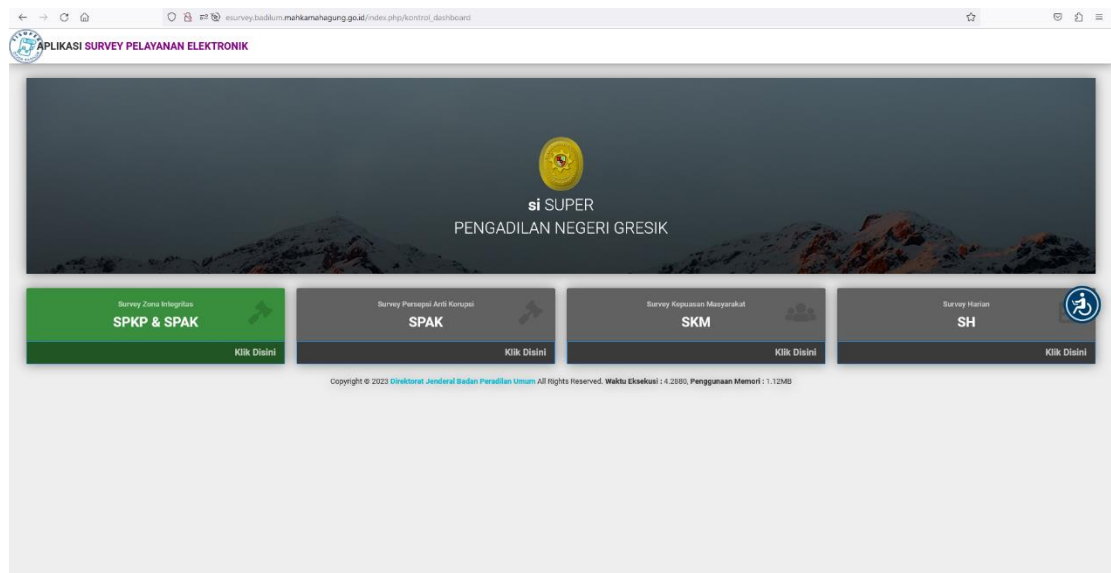 esurvey.badilum.mahkamahagung.go.id/index.php/kontrol_dashboard
APLIKASI SURVEY PELAYANAN ELEKTRONIK
si SUPER
PENGADILAN NEGERI GRESIK
Survey Zona Integritas
SPKP & SPAK
Klik Disini
Survey Persepsi Anti Korupsi
SPAK
Klik Disini
Survey Kepuasan Masyarakat
SKM
Klik Disini
Survey Harian
SH
Klik Disini
Copyright © 2023 Direktorat Jenderal Badan Peradilan Umum All Rights Reserved. Waktu Eksekusi : 4.2880, Penggunaan Memori : 1.12MB